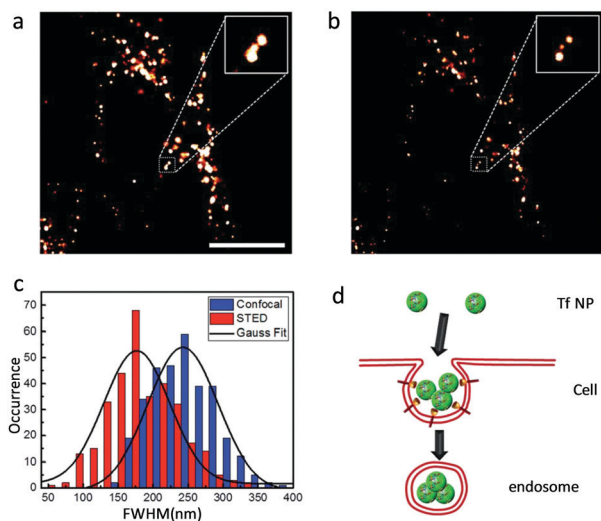 a
b
c
Occurrence
70
60
50
40
30
20
10
0
Confocal
STED
Gauss Fit
50 100 150 200 250 300 350 400
FWHM(nm)
d
Tf NP
Cell
endosome